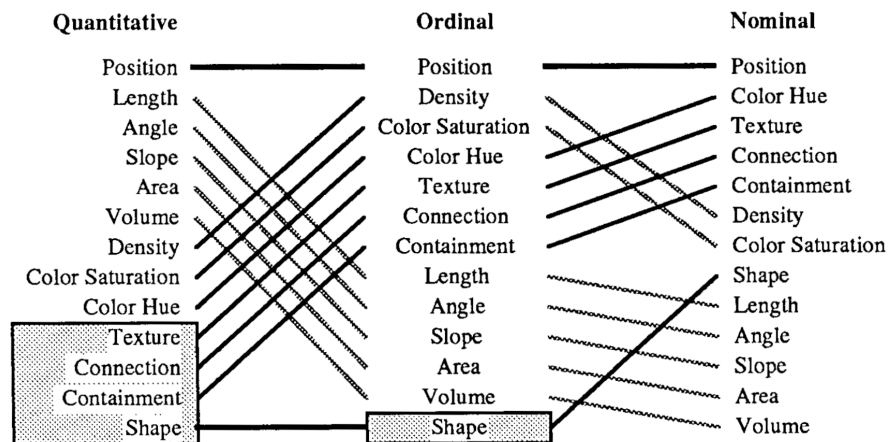 Quantitative Ordinal Nominal
Position Position Position
Length Density Color Hue
Angle Color Saturation Texture
Slope Color Hue Connection
Area Texture Containment
Volume Connection Density
Density Containment Color Saturation
Color Saturation Length Shape
Color Hue Angle Length
Texture Slope Angle
Connection Area Slope
Containment Volume Area
Shape Shape Volume